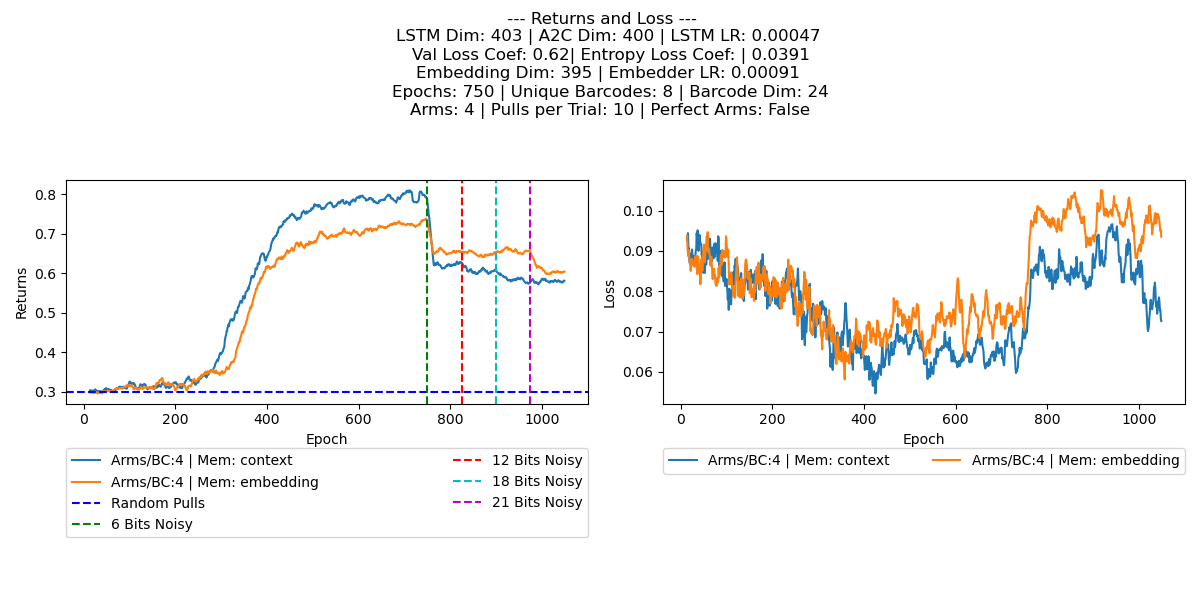 --- Returns and Loss ---
LSTM Dim: 403 | A2C Dim: 400 | LSTM LR: 0.00047
Val Loss Coef: 0.62| Entropy Loss Coef: | 0.0391
Embedding Dim: 395 | Embedder LR: 0.00091
Epochs: 750 | Unique Barcodes: 8 | Barcode Dim: 24
Arms: 4 | Pulls per Trial: 10 | Perfect Arms: False
Returns
0.8
0.7
0.6
0.5
0.4
0.3
0 200 400 600 800 1000
Epoch
Arms/BC:4 | Mem: context
Arms/BC:4 | Mem: embedding
Random Pulls
6 Bits Noisy
12 Bits Noisy
18 Bits Noisy
21 Bits Noisy
Loss
0.10
0.09
0.08
0.07
0.06
0 200 400 600 800 1000
Epoch
Arms/BC:4 | Mem: context
Arms/BC:4 | Mem: embedding